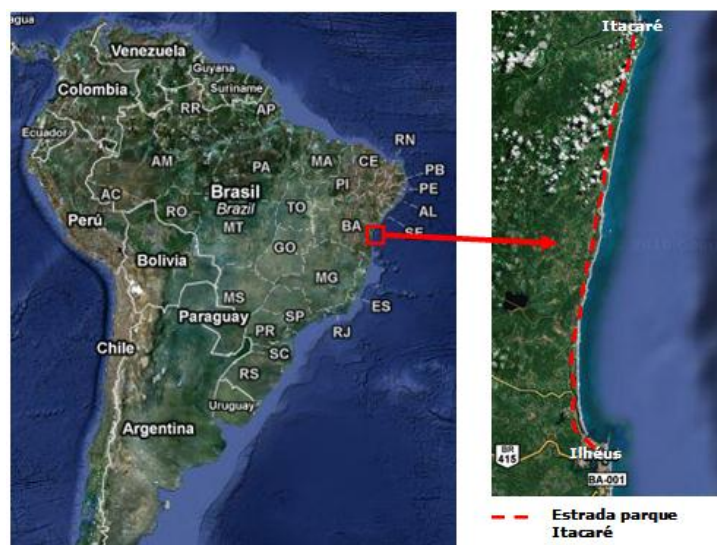 agua
Venezuela
Guyana
Suriname
Colombia
RR
AP
Ecuador
AM
PA
MA
CE
RN
PI
PB
PE
AC
Brasil
Brazil
TO
AL
RO
MT
BA
SE
Perú
GO
Bolivia
MG
MS
ES
SP
Paraguay
RJ
PR
Chile
SC
RS
Uruguay
Argentina
Itacaré
BR
415
Ilhéus
BA-001
Estrada parque
Itacaré